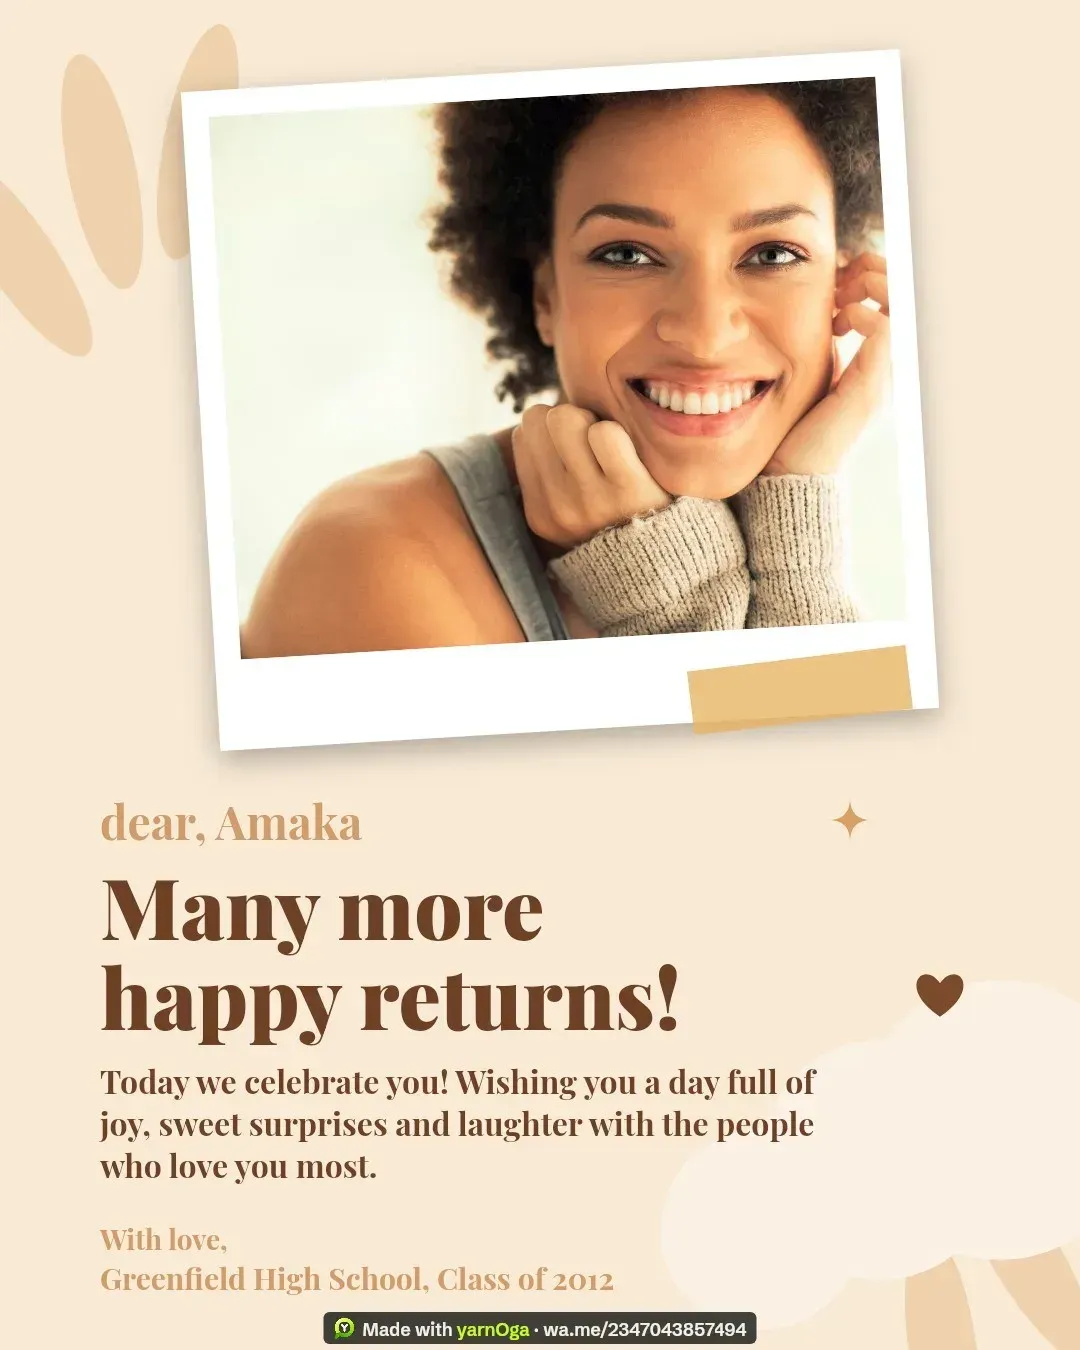 dear, Amaka
Many more
happy returns!
Today we celebrate you! Wishing you a day full of
joy, sweet surprises and laughter with the people
who love you most.
With love,
Greenfield High School, Class of 2012
Made with yarnOga · wa.me/2347043857494